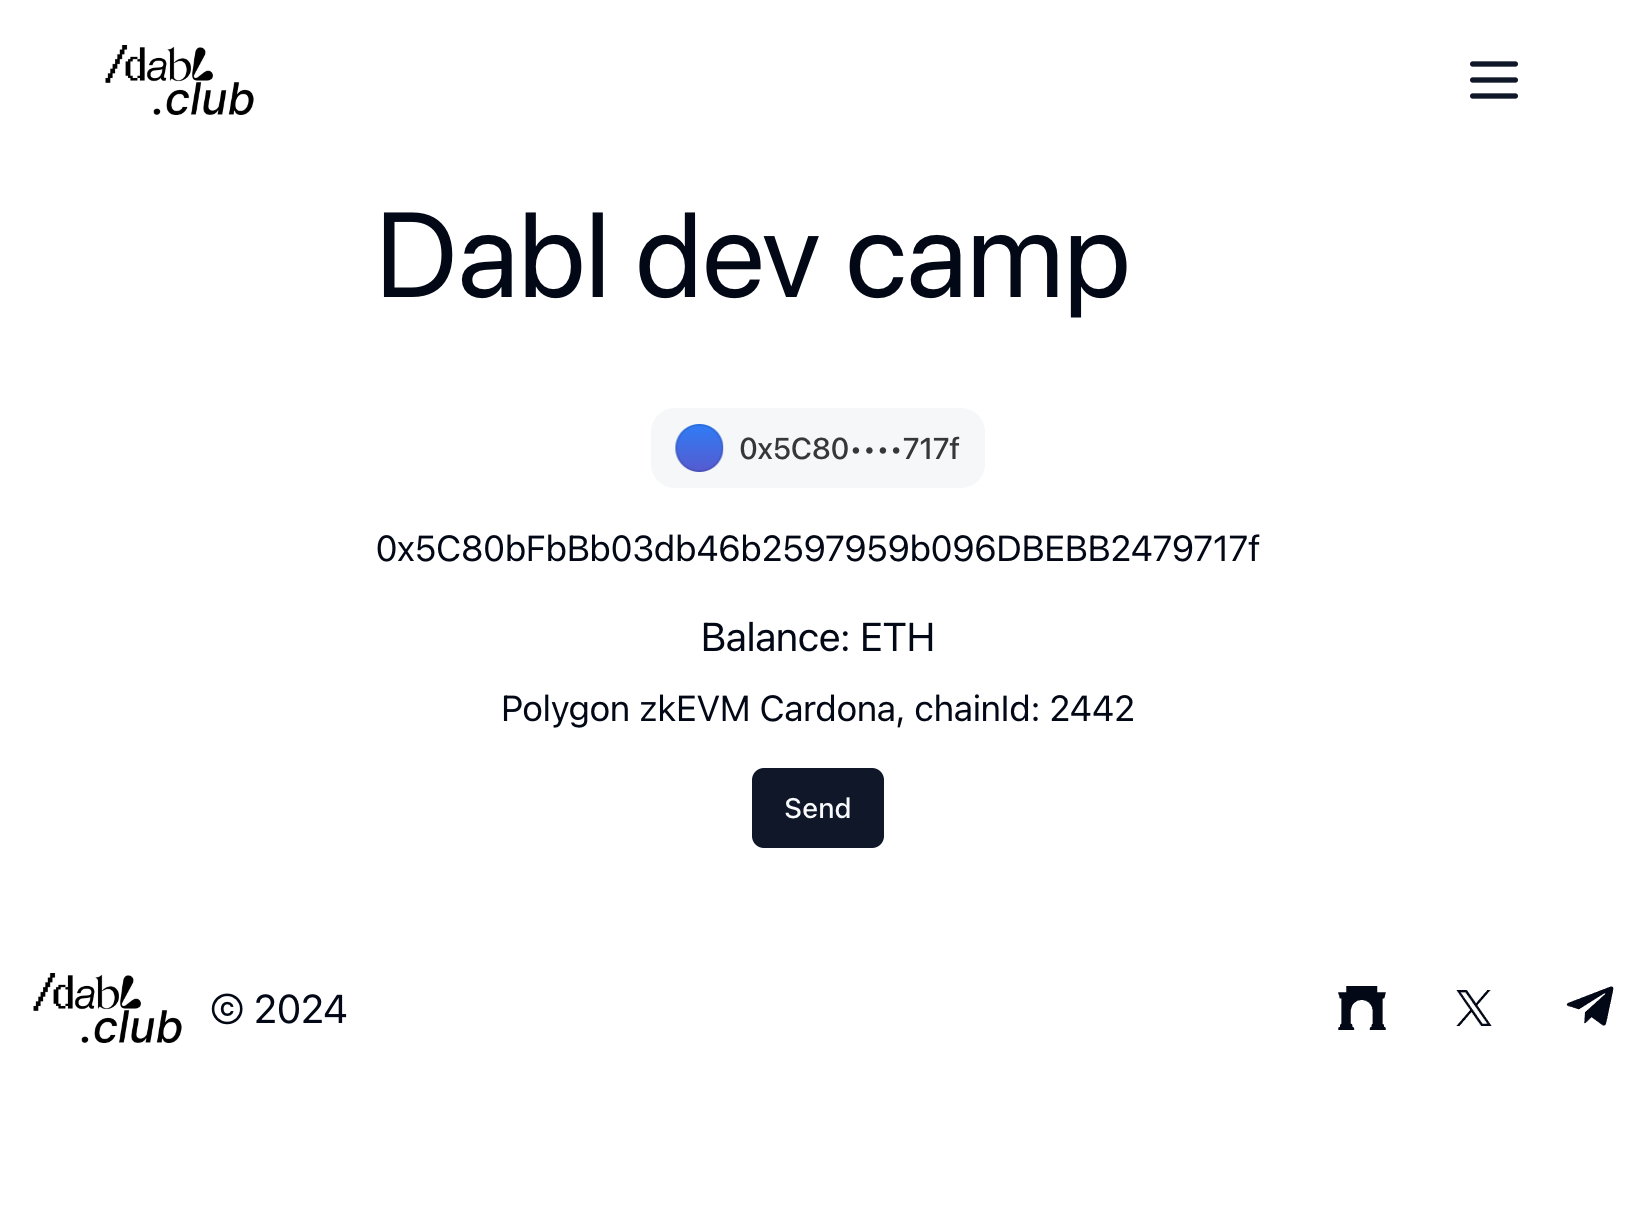 /dabl
.club
Dabl dev camp
0x5C80••••717f
0x5C80bFbBb03db46b2597959b096DBEBB2479717f
Balance: ETH
Polygon zkEVM Cardona, chainId: 2442
Send
/dabl
.club
© 2024